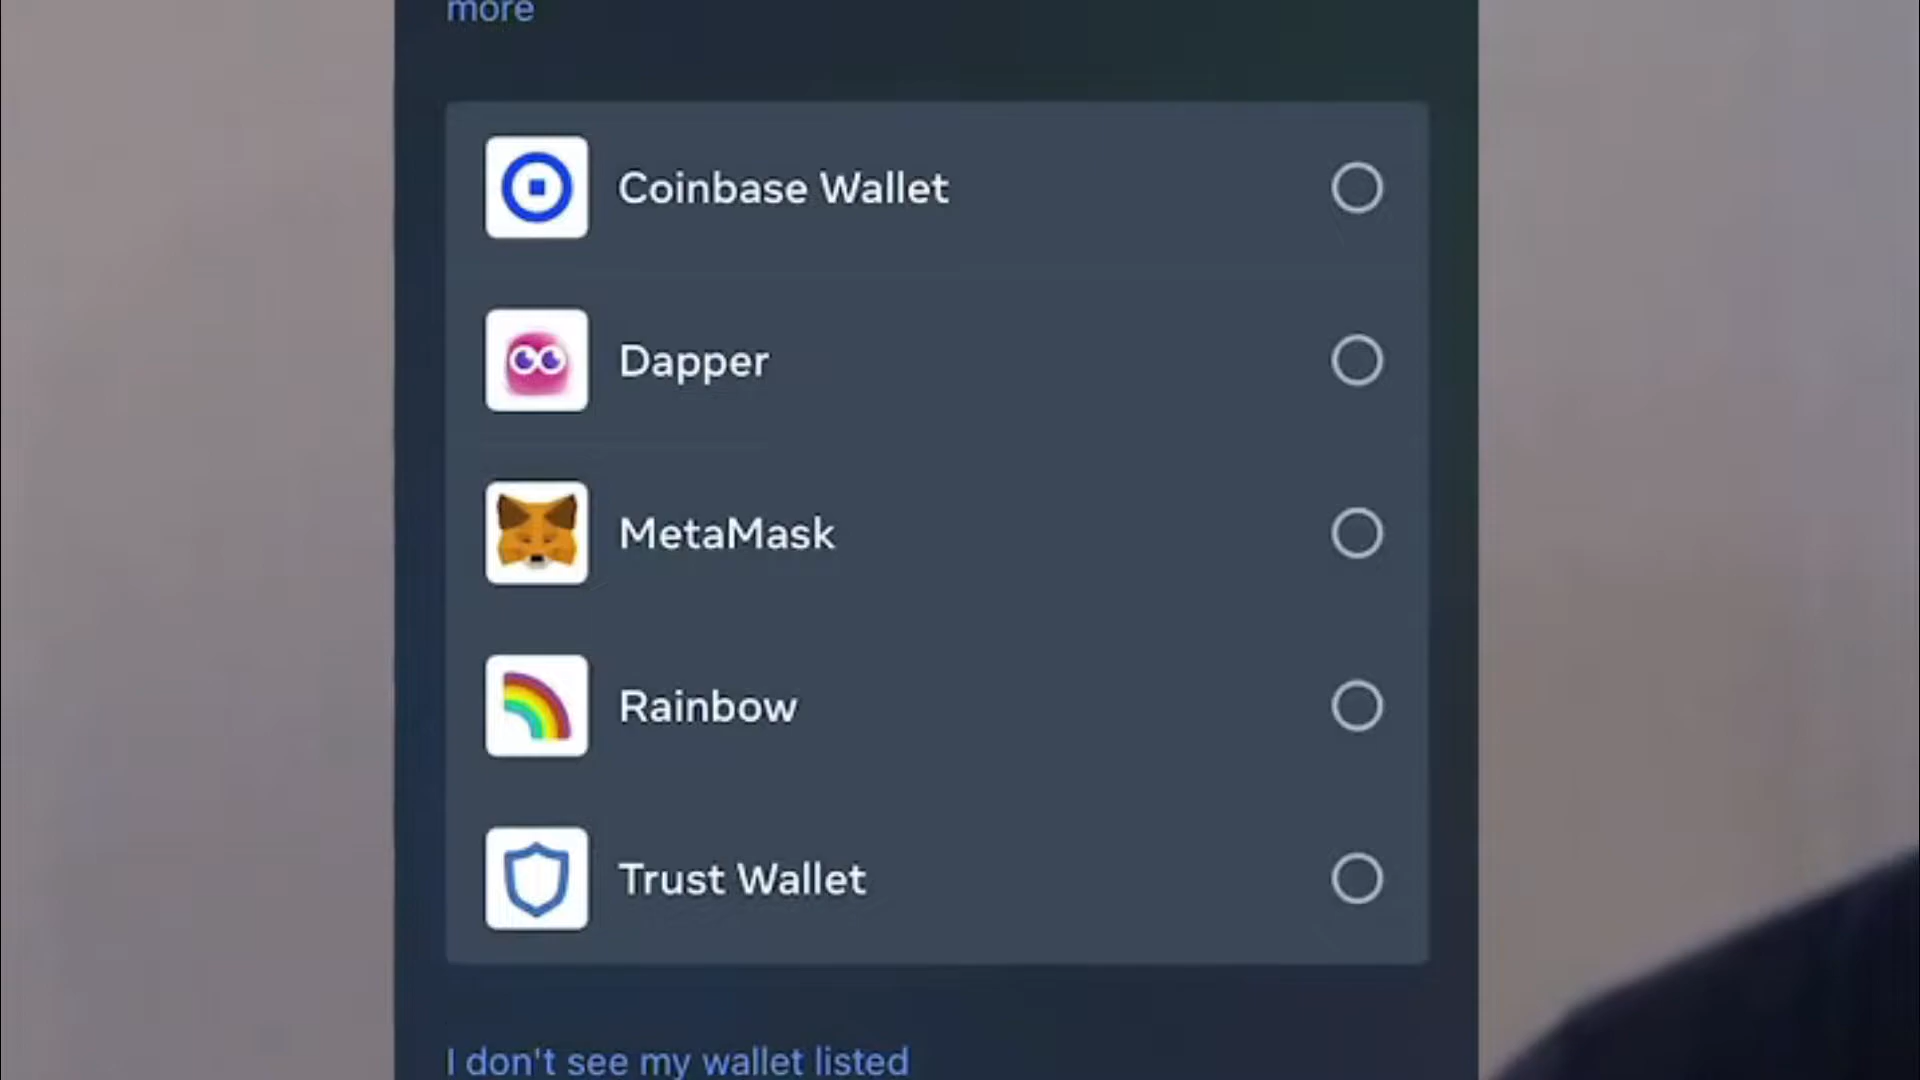 more
Coinbase Wallet
Dapper
MetaMask
Rainbow
Trust Wallet
I don't see my wallet listed